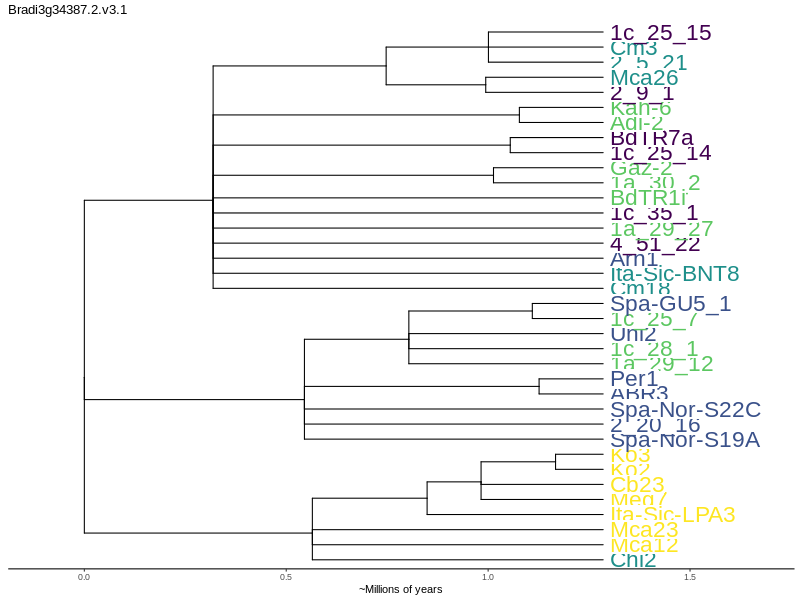 Bradi3g34387.2.v3.1
1c_25_15
Cm3
2_5_21
Mca26
2_9_1
Kah-6
Adi-2
BdTR7a
1c_25_14
Gaz-2
1a_30_2
BdTR1i
1c_35_1
1a_29_27
4_51_22
Arn1
Ita-Sic-BNT8
Cm18
Spa-GU5_1
1c_25_7
Uni2
1c_28_1
1a_29_12
Per1
ABR3
Spa-Nor-S22C
2_20_16
Spa-Nor-S19A
Ko3
Ko2
Cb23
Meg7
Ita-Sic-LPA3
Mca23
Mca12
Chi2
0.0 0.5 1.0 1.5
~Millions of years